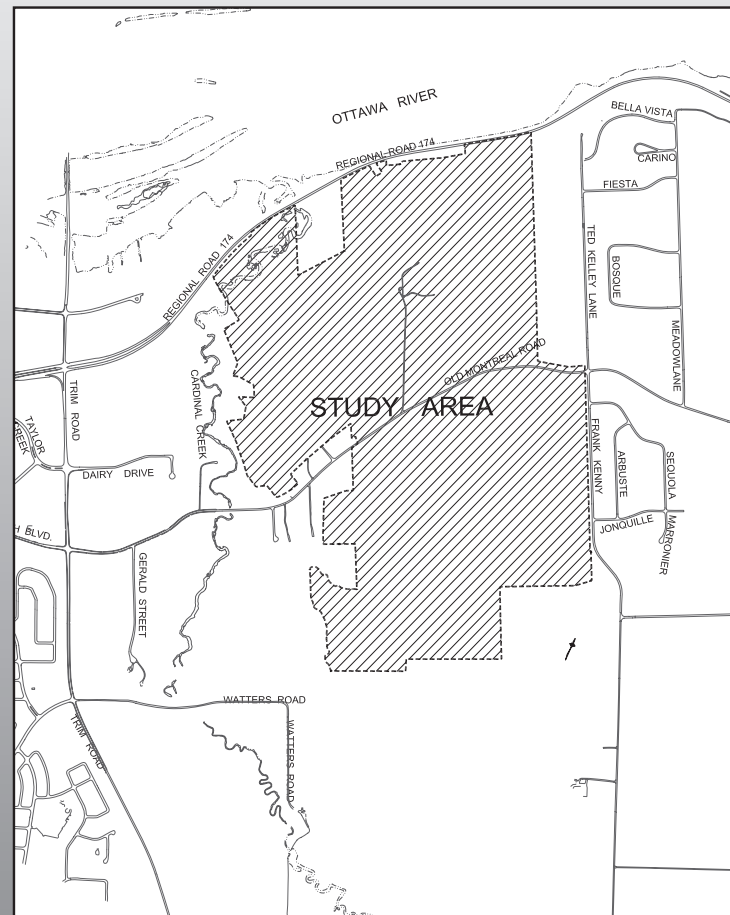 OTTAWA RIVER
BELLA VISTA
REGIONAL ROAD 174
CARINO
FIESTA
REGIONAL ROAD 174
TED KELLEY LANE
BOSQUE
MEADOWLANE
OLD MONTREAL ROAD
CARDINAL CREEK
TRIM ROAD
STUDY AREA
TAYLOR
CREEK
DAIRY DRIVE
FRANK KENNY
ARBUSTE
SEQUOLA
JONQUILLE
MARRONIER
H BLVD.
GERALD STREET
WATTERS ROAD
WATTERS ROAD
TRIM ROAD